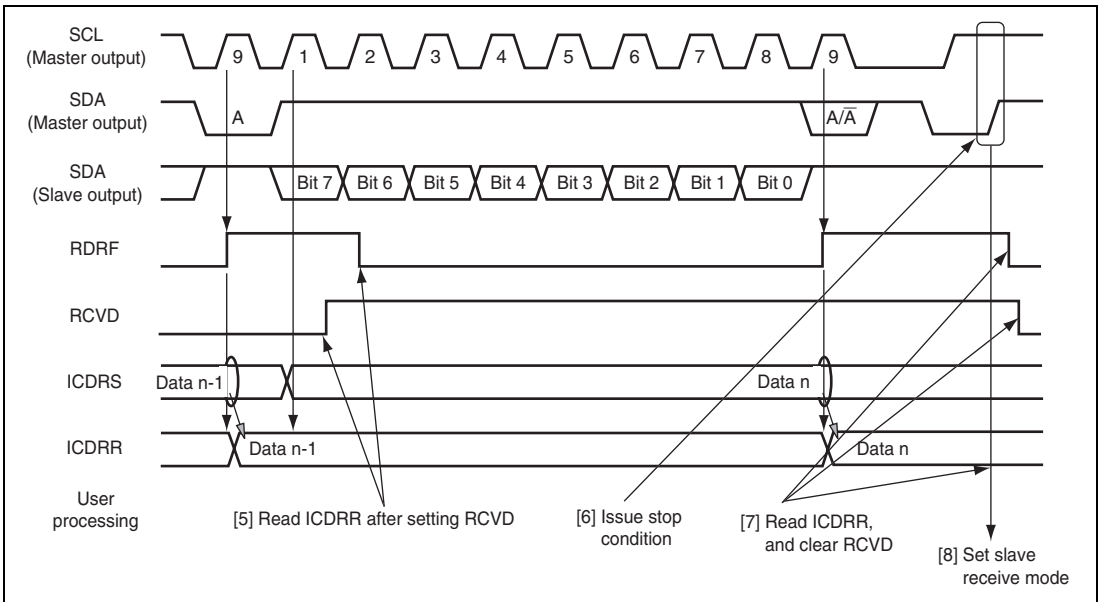 SCL
(Master output)
9 1 2 3 4 5 6 7 8 9
SDA
(Master output)
A A/A̅
SDA
(Slave output)
Bit 7 Bit 6 Bit 5 Bit 4 Bit 3 Bit 2 Bit 1 Bit 0
RDRF
RCVD
ICDRS
Data n-1 Data n
ICDRR
Data n-1 Data n
User
processing
[5] Read ICDRR after setting RCVD
[6] Issue stop
condition
[7] Read ICDRR,
and clear RCVD
[8] Set slave
receive mode